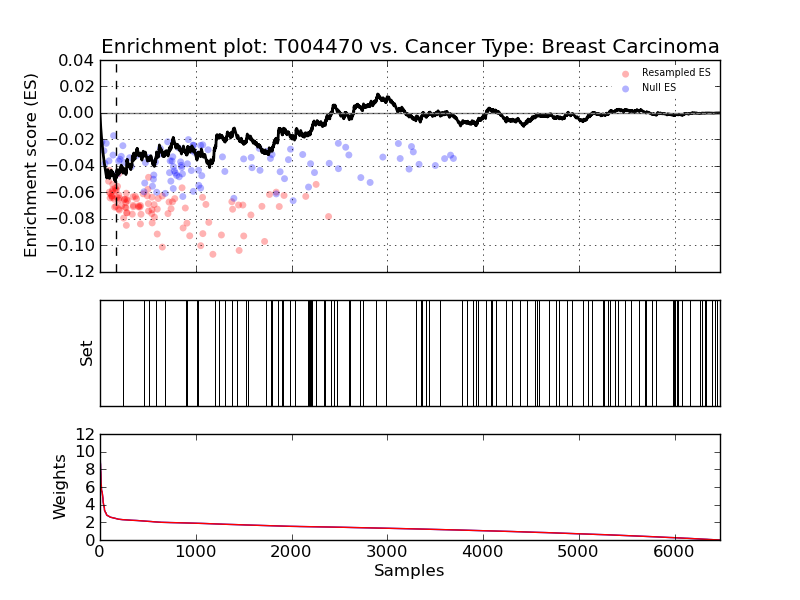 Enrichment plot: T004470 vs. Cancer Type: Breast Carcinoma
0.04
0.02
0.00
−0.02
−0.04
−0.06
−0.08
−0.10
−0.12
Enrichment score (ES)
Resampled ES
Null ES
Set
12
10
8
6
4
2
0
Weights
0 1000 2000 3000 4000 5000 6000
Samples